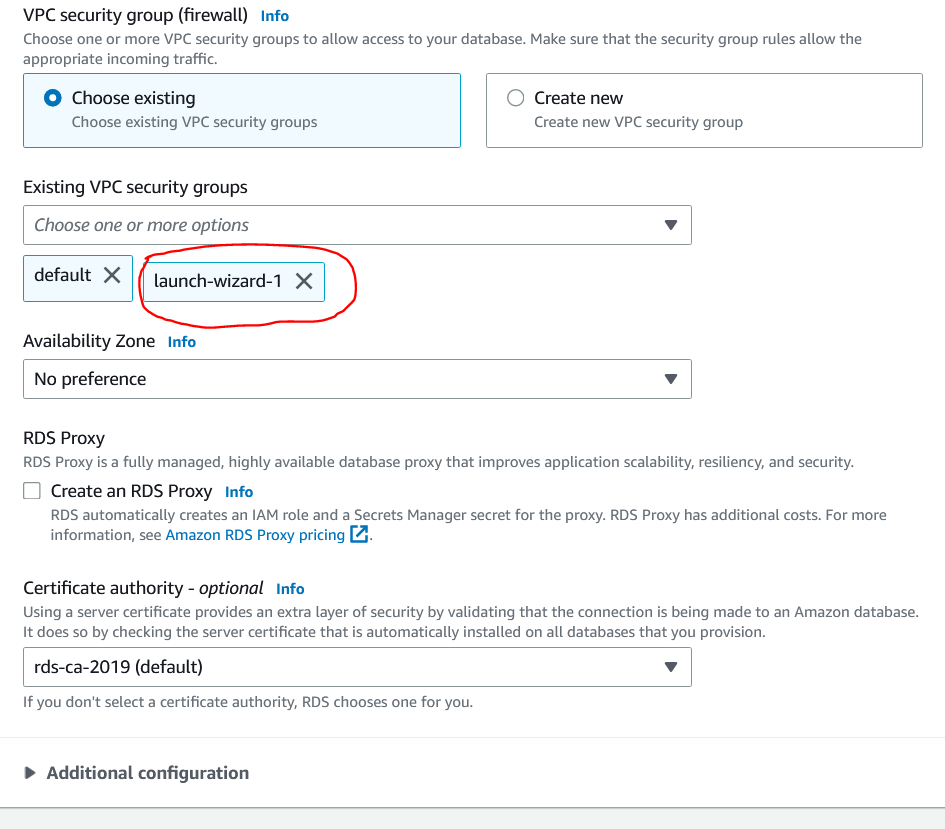 VPC security group (firewall) Info
Choose one or more VPC security groups to allow access to your database. Make sure that the security group rules allow the
appropriate incoming traffic.
Choose existing
Choose existing VPC security groups
Create new
Create new VPC security group
Existing VPC security groups
Choose one or more options
default
launch-wizard-1
Availability Zone Info
No preference
RDS Proxy
RDS Proxy is a fully managed, highly available database proxy that improves application scalability, resiliency, and security.
Create an RDS Proxy Info
RDS automatically creates an IAM role and a Secrets Manager secret for the proxy. RDS Proxy has additional costs. For more
information, see Amazon RDS Proxy pricing.
Certificate authority - optional Info
Using a server certificate provides an extra layer of security by validating that the connection is being made to an Amazon database.
It does so by checking the server certificate that is automatically installed on all databases that you provision.
rds-ca-2019 (default)
If you don't select a certificate authority, RDS chooses one for you.
Additional configuration